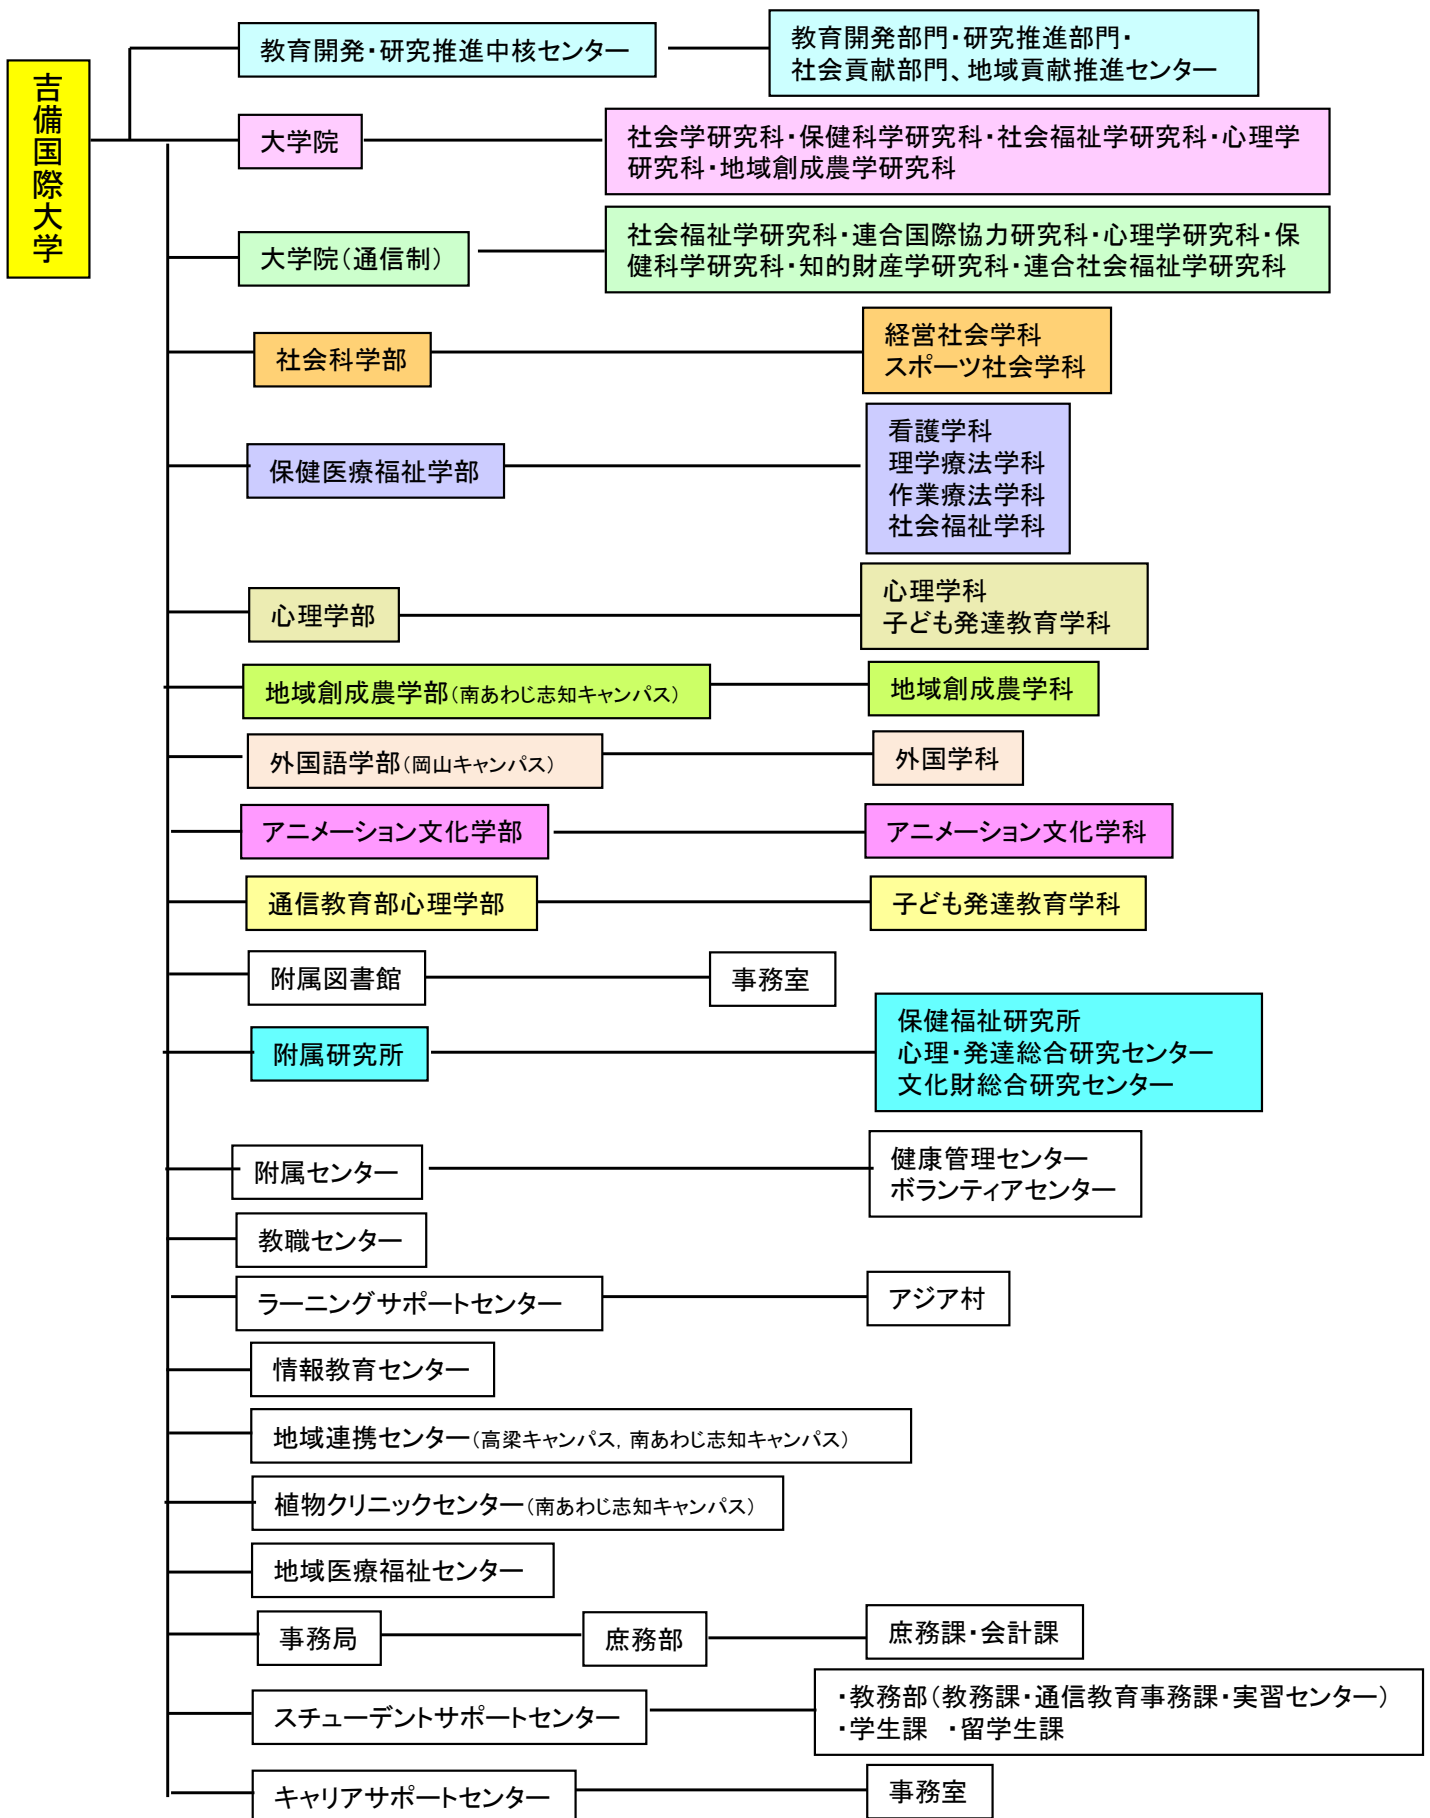 吉備国際大学
教育開発・研究推進中核センター
教育開発部門・研究推進部門・
社会貢献部門、地域貢献推進センター
大学院
社会学研究科・保健科学研究科・社会福祉学研究科・心理学
研究科・地域創成農学研究科
大学院（通信制）
社会福祉学研究科・連合国際協力研究科・心理学研究科・保
健科学研究科・知的財産学研究科・連合社会福祉学研究科
社会科学部
経営社会学科
スポーツ社会学科
保健医療福祉学部
看護学科
理学療法学科
作業療法学科
社会福祉学科
心理学部
心理学科
子ども発達教育学科
地域創成農学部（南あわじ志知キャンパス）
地域創成農学科
外国語学部（岡山キャンパス）
外国学科
アニメーション文化学部
アニメーション文化学科
通信教育部心理学部
子ども発達教育学科
附属図書館
事務室
附属研究所
保健福祉研究所
心理・発達総合研究センター
文化財総合研究センター
附属センター
健康管理センター
ボランティアセンター
教職センター
ラーニングサポートセンター
アジア村
情報教育センター
地域連携センター（高梁キャンパス，南あわじ志知キャンパス）
植物クリニックセンター（南あわじ志知キャンパス）
地域医療福祉センター
事務局
庶務部
庶務課・会計課
スチューデントサポートセンター
・教務部（教務課・通信教育事務課・実習センター）
・学生課　・留学生課
キャリアサポートセンター
事務室